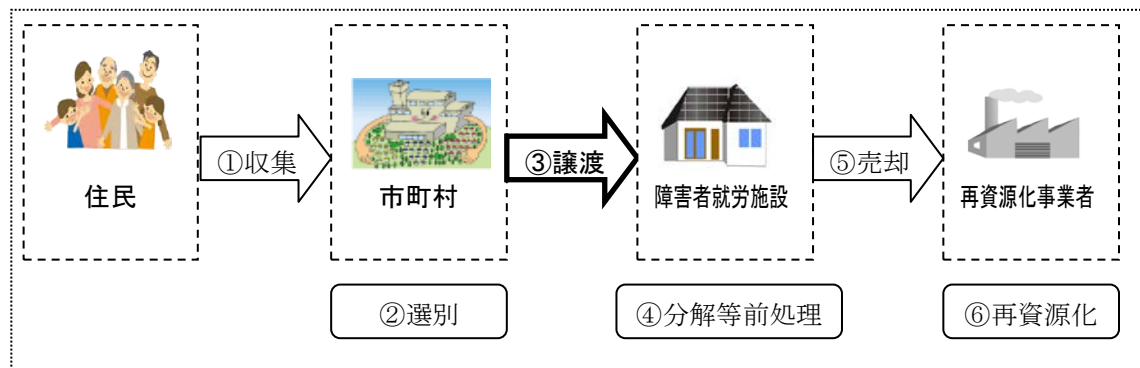 住民
①収集
市町村
③譲渡
障害者就労施設
⑤売却
再資源化事業者
②選別
④分解等前処理
⑥再資源化